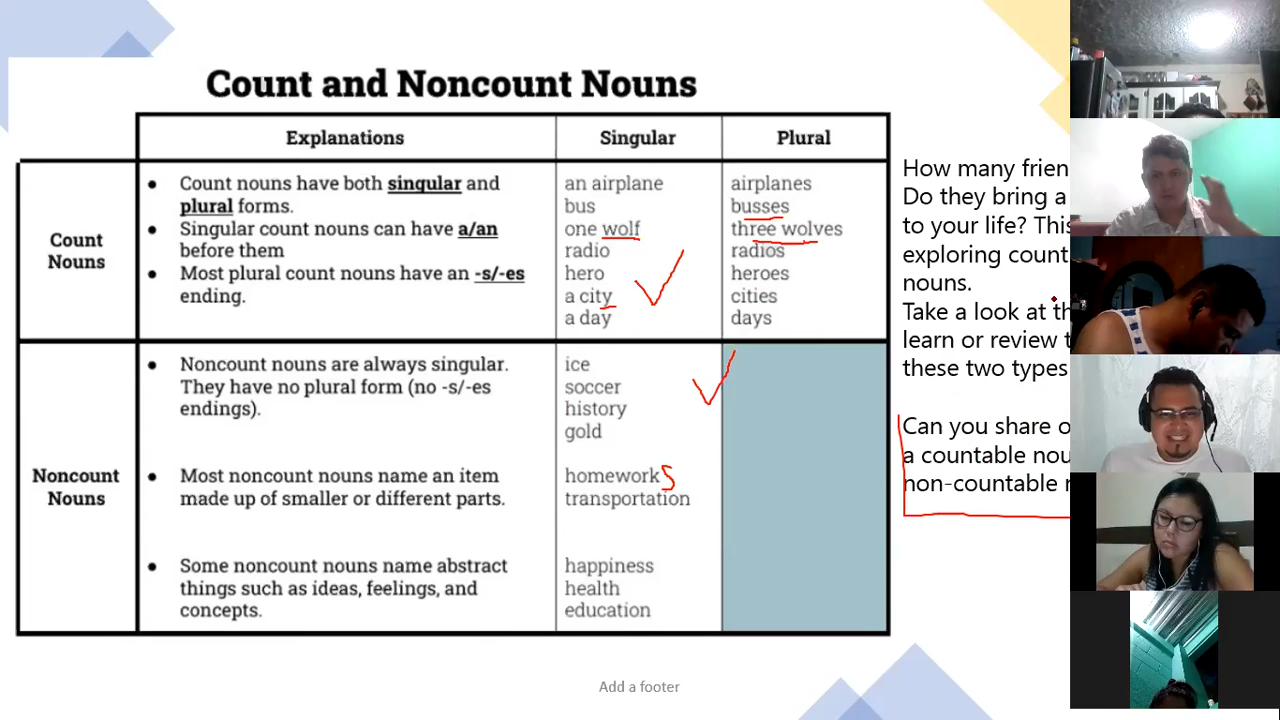 Count and Noncount Nouns
Explanations
Singular
Plural
Count
Nouns
● Count nouns have both singular and
plural forms.
● Singular count nouns can have a/an
before them
● Most plural count nouns have an -s/-es
ending.
an airplane
bus
one wolf
radio
hero
a city
a day
airplanes
busses
three wolves
radios
heroes
cities
days
Noncount
Nouns
● Noncount nouns are always singular.
They have no plural form (no -s/-es
endings).
● Most noncount nouns name an item
made up of smaller or different parts.
● Some noncount nouns name abstract
things such as ideas, feelings, and
concepts.
ice
soccer
history
gold
homeworkS
transportation
happiness
health
education
How many frien
Do they bring a
to your life? This
exploring count
nouns.
Take a look at th
learn or review t
these two types
Can you share o
a countable nou
non-countable
Add a footer